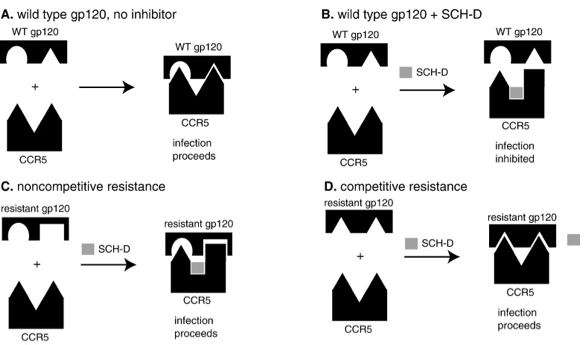 A. wild type gp120, no inhibitor
WT gp120
+
CCR5
WT gp120
CCR5
infection
proceeds
B. wild type gp120 + SCH-D
WT gp120
+
CCR5
SCH-D
WT gp120
CCR5
infection
inhibited
C. noncompetitive resistance
resistant gp120
+
CCR5
SCH-D
resistant gp120
CCR5
infection
proceeds
D. competitive resistance
resistant gp120
+
CCR5
SCH-D
resistant gp120
CCR5
infection
proceeds